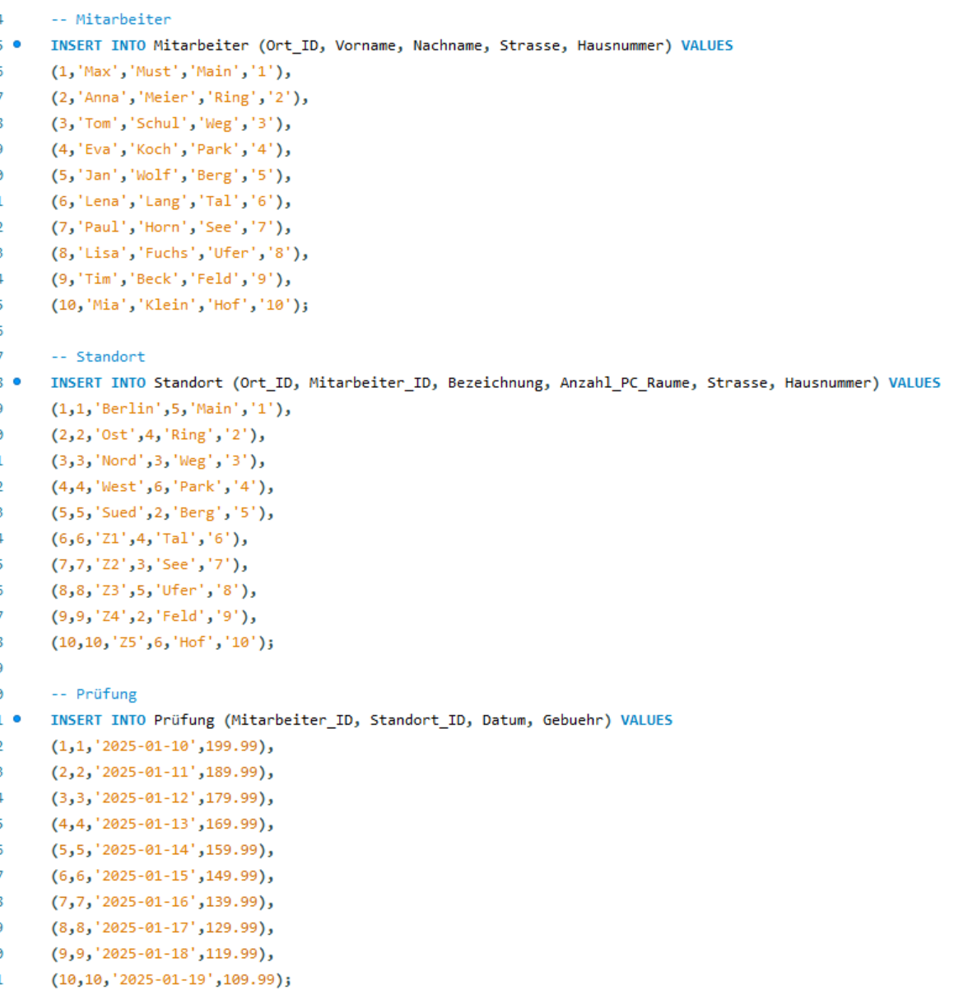 -- Mitarbeiter
INSERT INTO Mitarbeiter (Ort_ID, Vorname, Nachname, Strasse, Hausnummer) VALUES
(1,'Max','Must','Main','1'),
(2,'Anna','Meier','Ring','2'),
(3,'Tom','Schul','Weg','3'),
(4,'Eva','Koch','Park','4'),
(5,'Jan','Wolf','Berg','5'),
(6,'Lena','Lang','Tal','6'),
(7,'Paul','Horn','See','7'),
(8,'Lisa','Fuchs','Ufer','8'),
(9,'Tim','Beck','Feld','9'),
(10,'Mia','Klein','Hof','10');
-- Standort
INSERT INTO Standort (Ort_ID, Mitarbeiter_ID, Bezeichnung, Anzahl_PC_Raume, Strasse, Hausnummer) VALUES
(1,1,'Berlin',5,'Main','1'),
(2,2,'Ost',4,'Ring','2'),
(3,3,'Nord',3,'Weg','3'),
(4,4,'West',6,'Park','4'),
(5,5,'Sued',2,'Berg','5'),
(6,6,'Z1',4,'Tal','6'),
(7,7,'Z2',3,'See','7'),
(8,8,'Z3',5,'Ufer','8'),
(9,9,'Z4',2,'Feld','9'),
(10,10,'Z5',6,'Hof','10');
-- Prüfung
INSERT INTO Prüfung (Mitarbeiter_ID, Standort_ID, Datum, Gebuehr) VALUES
(1,1,'2025-01-10',199.99),
(2,2,'2025-01-11',189.99),
(3,3,'2025-01-12',179.99),
(4,4,'2025-01-13',169.99),
(5,5,'2025-01-14',159.99),
(6,6,'2025-01-15',149.99),
(7,7,'2025-01-16',139.99),
(8,8,'2025-01-17',129.99),
(9,9,'2025-01-18',119.99),
(10,10,'2025-01-19',109.99);